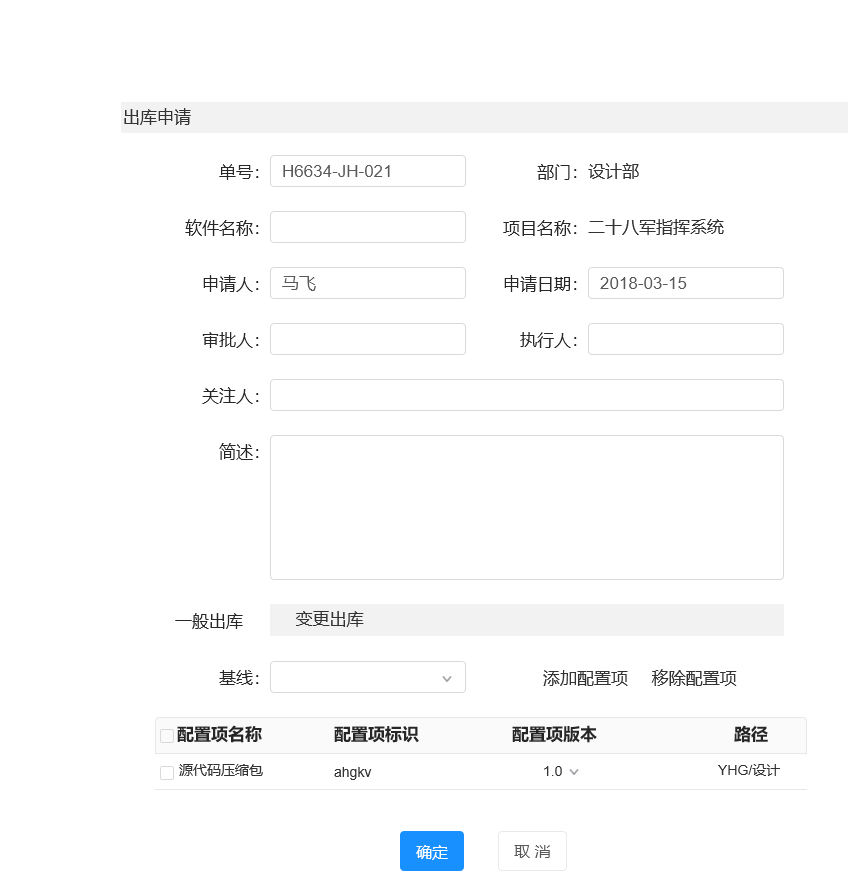 出库申请
单号: H6634-JH-021 部门: 设计部
软件名称: 项目名称: 二十八军指挥系统
申请人: 马飞 申请日期: 2018-03-15
审批人: 执行人:
关注人:
简述:
一般出库 变更出库
基线: 添加配置项 移除配置项
配置项名称 配置项标识 配置项版本 路径
源代码压缩包 ahgkv 1.0 YHG/设计
确定 取 消